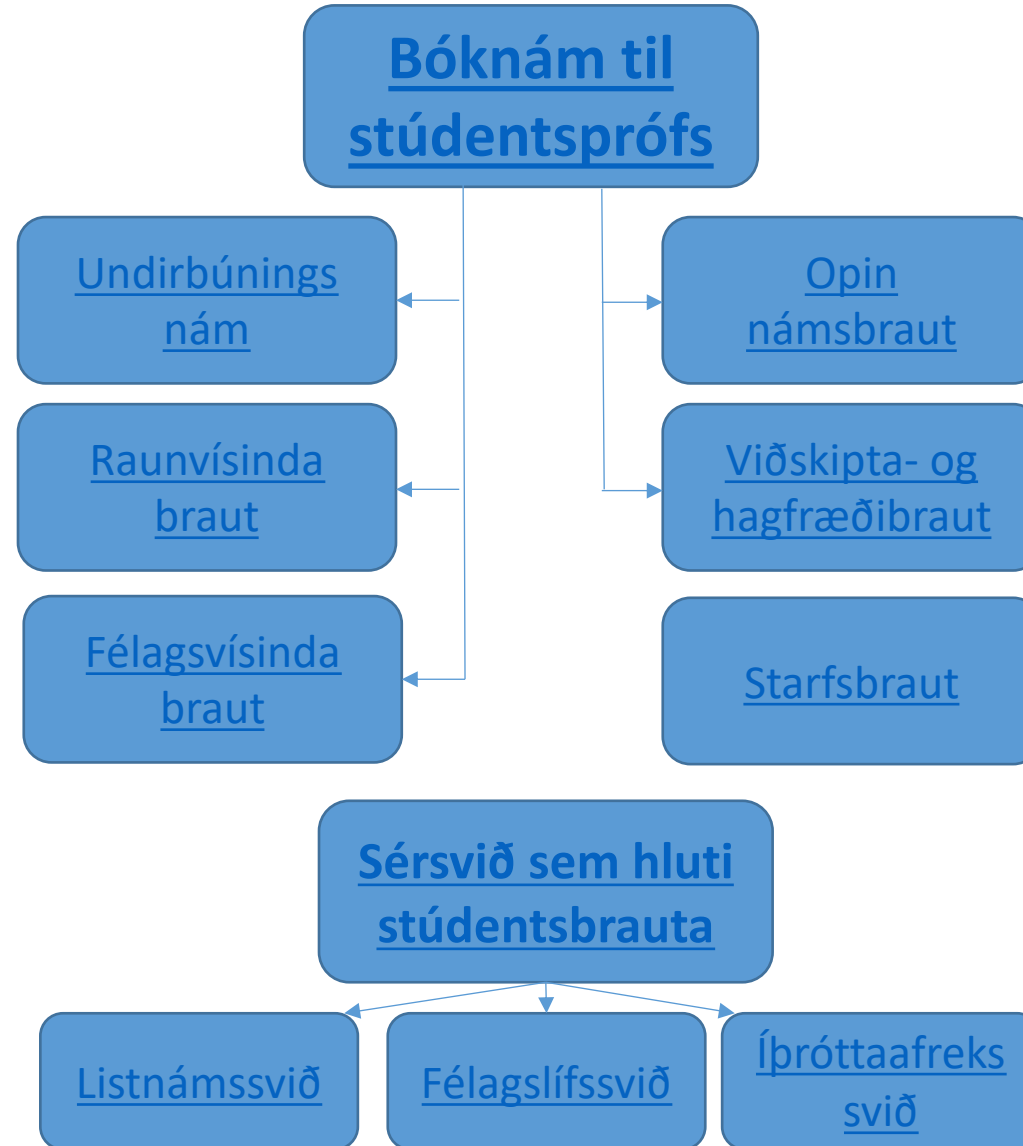 Bóknám til
stúdentsprófs
Undirbúnings
nám
Opin
námsbraut
Raunvísinda
braut
Viðskipta- og
hagfræðibraut
Félagsvísinda
braut
Starfsbraut
Sérsvið sem hluti
stúdentsbrauta
Listnámssvið
Félagslífssvið
Íþróttaafreks
svið